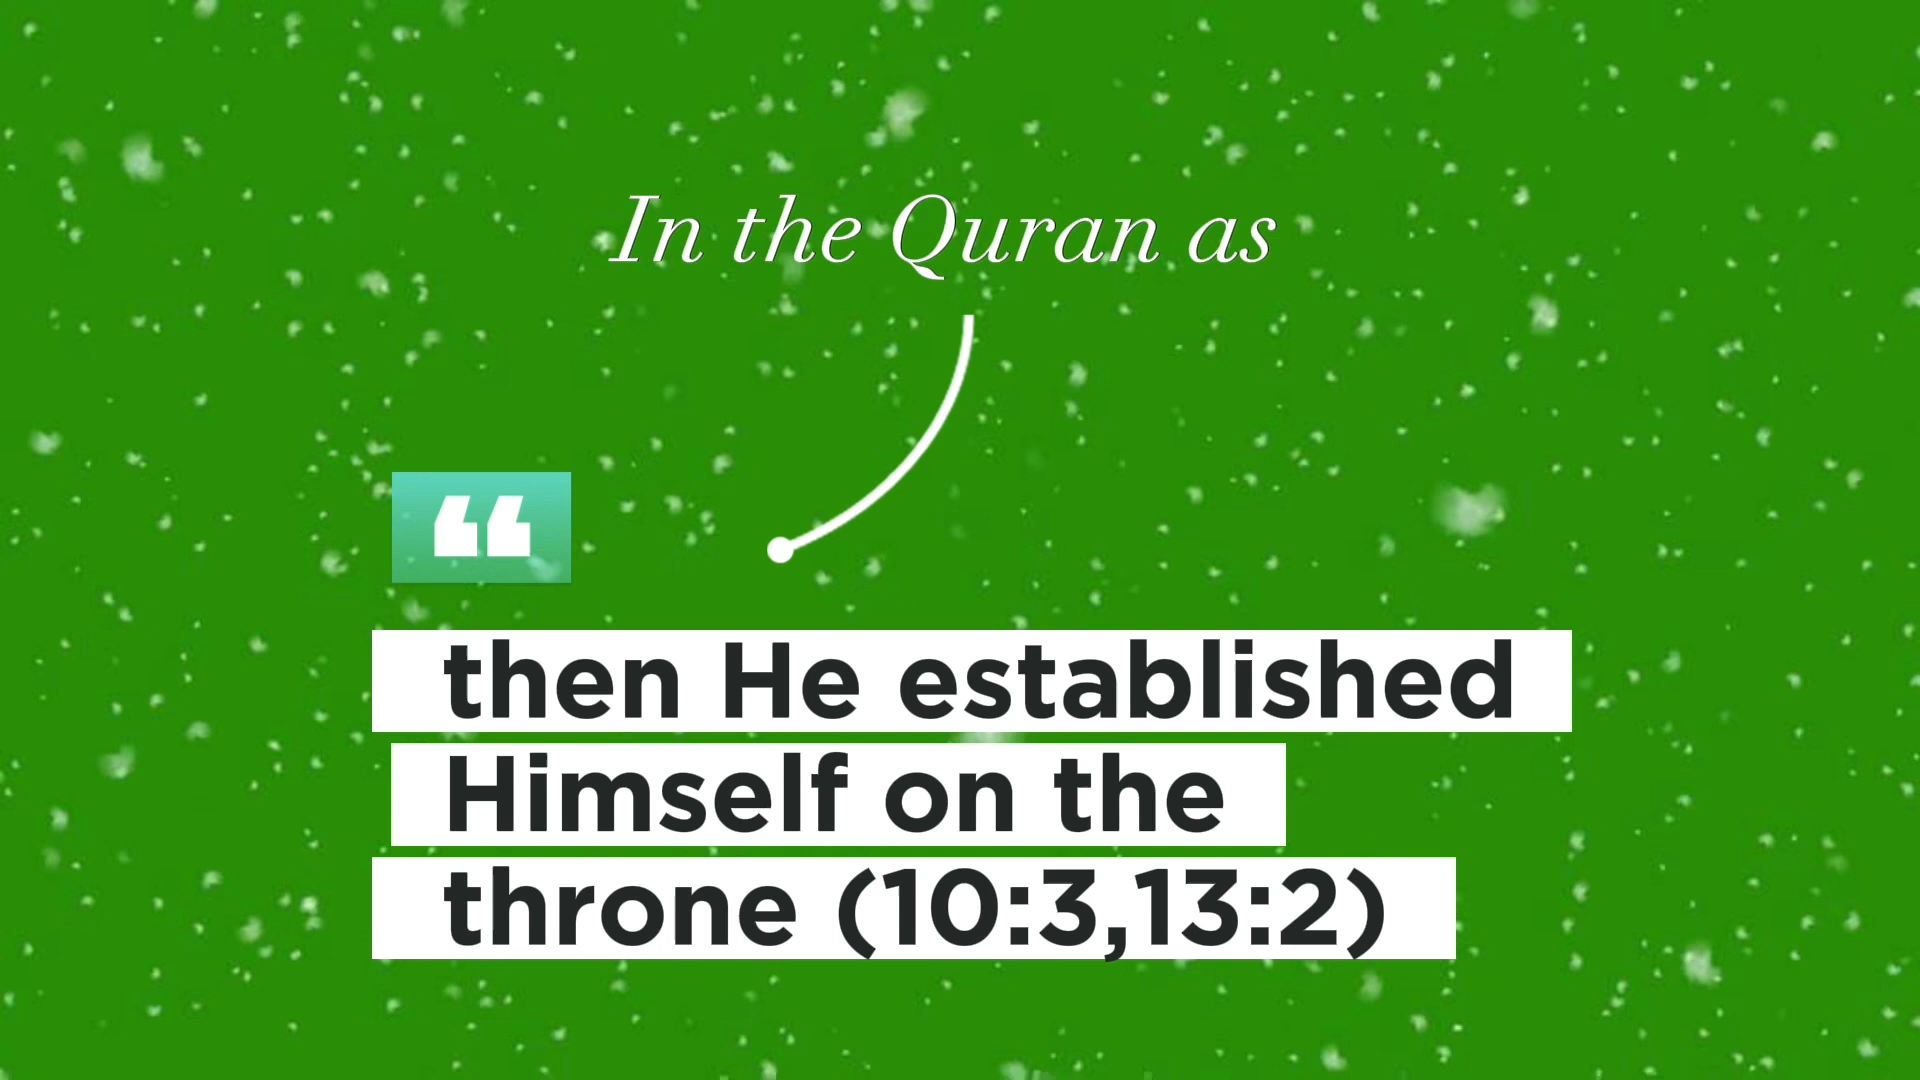 In the Quran as
“
then He established
Himself on the
throne (10:3,13:2)